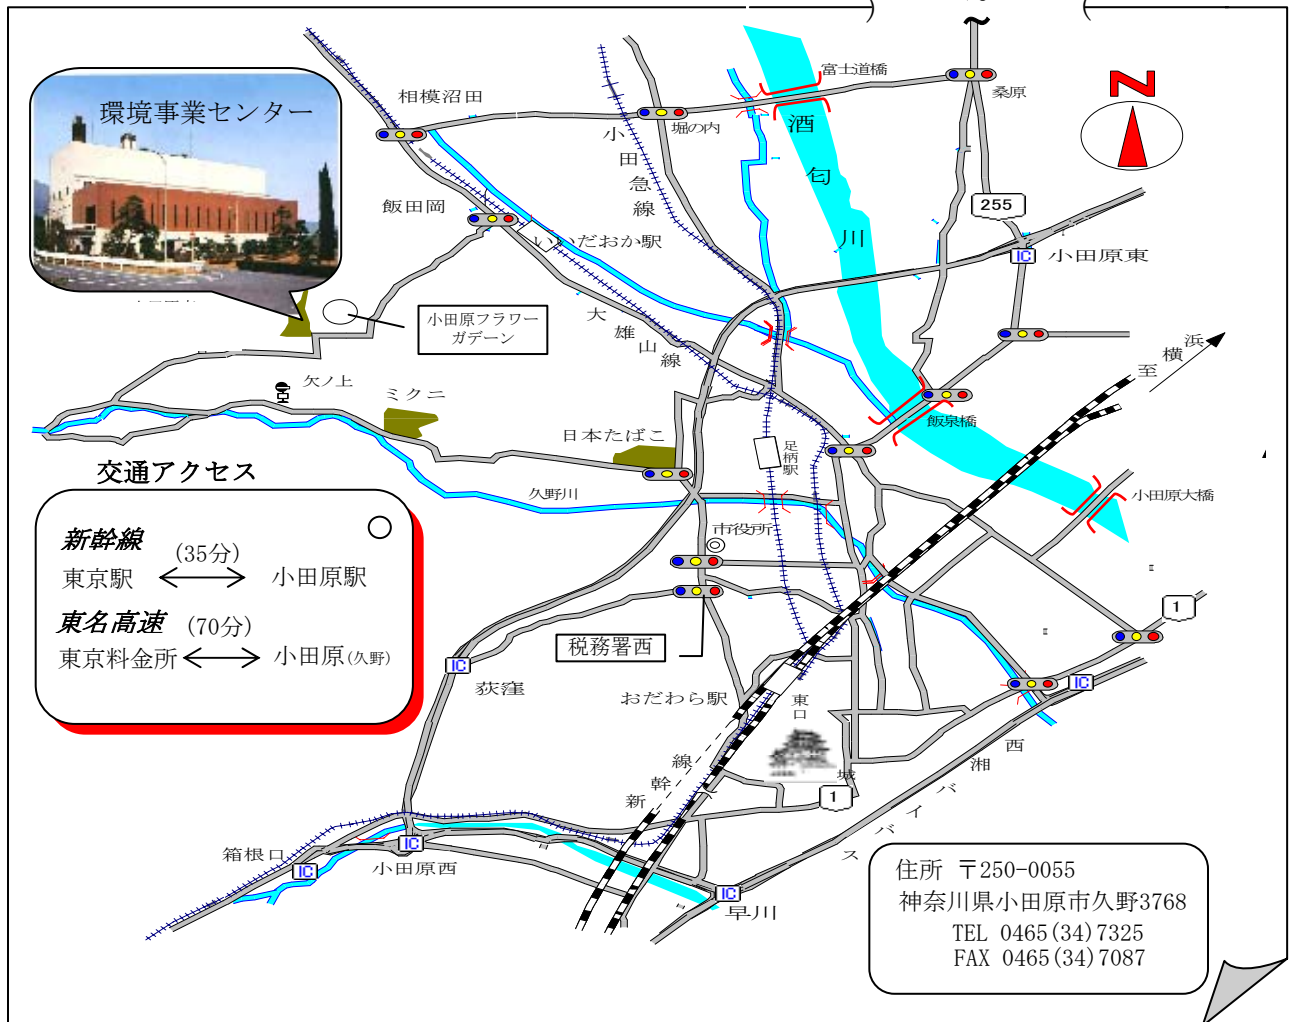 富士道橋
桑原
環境事業センター
相模沼田
堀の内
酒匂川
小田急線
255
飯田岡
いいだおか駅
小田原東
IC
小田原フラワー
ガデーン
大雄山線
至横浜
矢ノ上
ミクニ
飯泉橋
日本たばこ
足柄駅
小田原大橋
久野川
市役所
交通アクセス
新幹線
(35分)
東京駅
小田原駅
東名高速
(70分)
東京料金所
小田原(久野)
1
税務署西
IC
荻窪
おだわら駅
東口
IC
西湘バイパス
城
新幹線
1
箱根口
IC
小田原西
IC
IC
早川
住所 〒250-0055
神奈川県小田原市久野3768
TEL 0465(34)7325
FAX 0465(34)7087